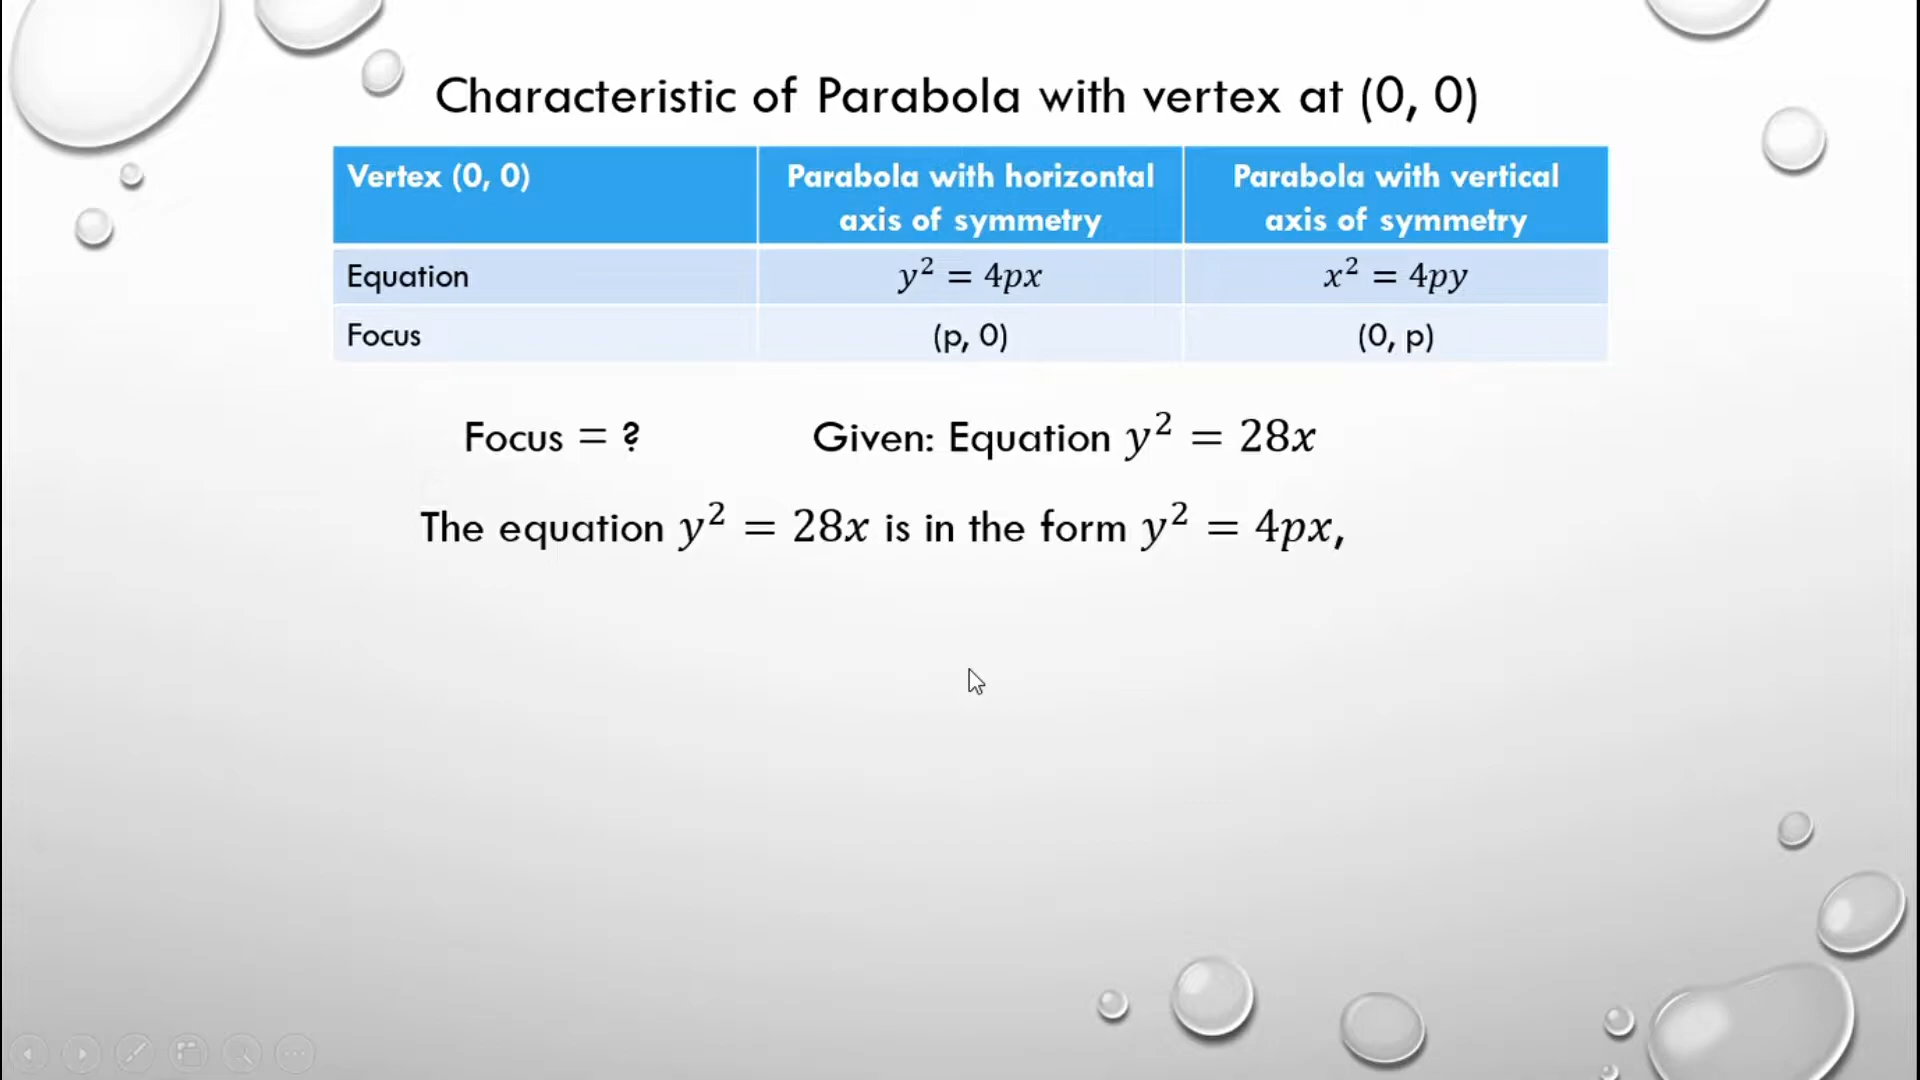 Characteristic of Parabola with vertex at (0, 0)
Vertex (0, 0)
Parabola with horizontal
axis of symmetry
Parabola with vertical
axis of symmetry
Equation
y² = 4px
x² = 4py
Focus
(p, 0)
(0, p)
Focus = ?
Given: Equation y² = 28x
The equation y² = 28x is in the form y² = 4px,